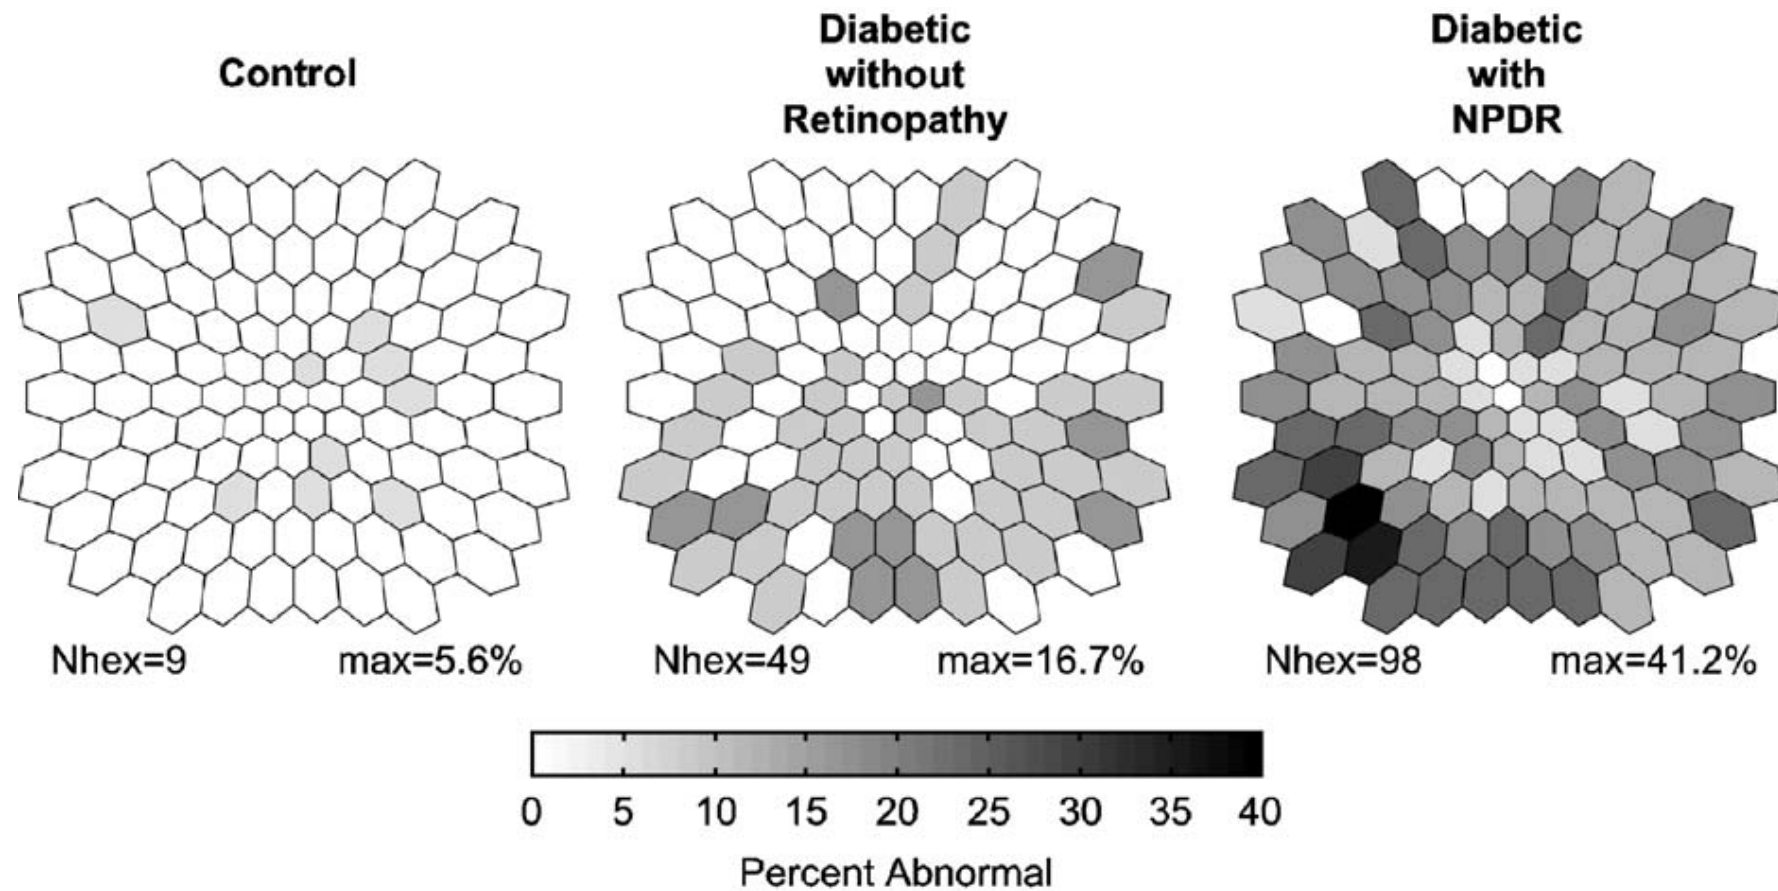 Control
Diabetic
without
Retinopathy
Diabetic
with
NPDR
Nhex=9 max=5.6%
Nhex=49 max=16.7%
Nhex=98 max=41.2%
0 5 10 15 20 25 30 35 40
Percent Abnormal